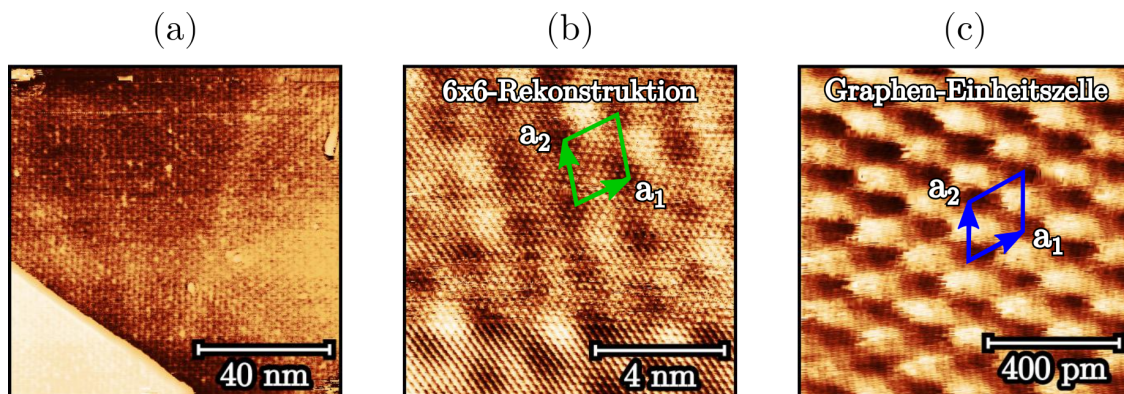 (a)
(b)
(c)
6x6-Rekonstruktion
a2
a1
Graphen-Einheitszelle
a2
a1
40 nm
4 nm
400 pm